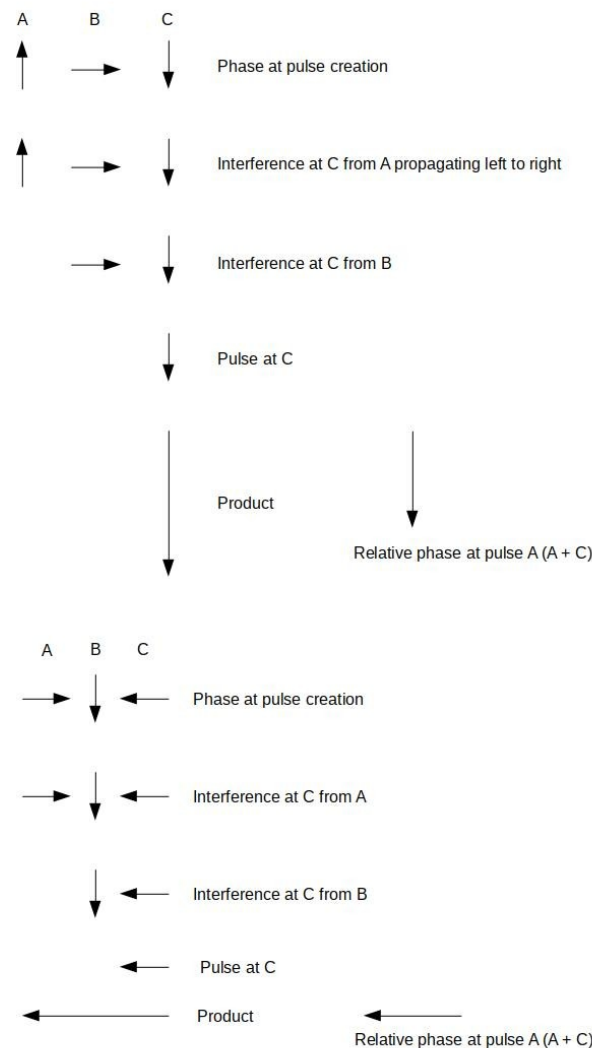 A B C
Phase at pulse creation
Interference at C from A propagating left to right
Interference at C from B
Pulse at C
Product
Relative phase at pulse A (A + C)
A B C
Phase at pulse creation
Interference at C from A
Interference at C from B
Pulse at C
Product
Relative phase at pulse A (A + C)